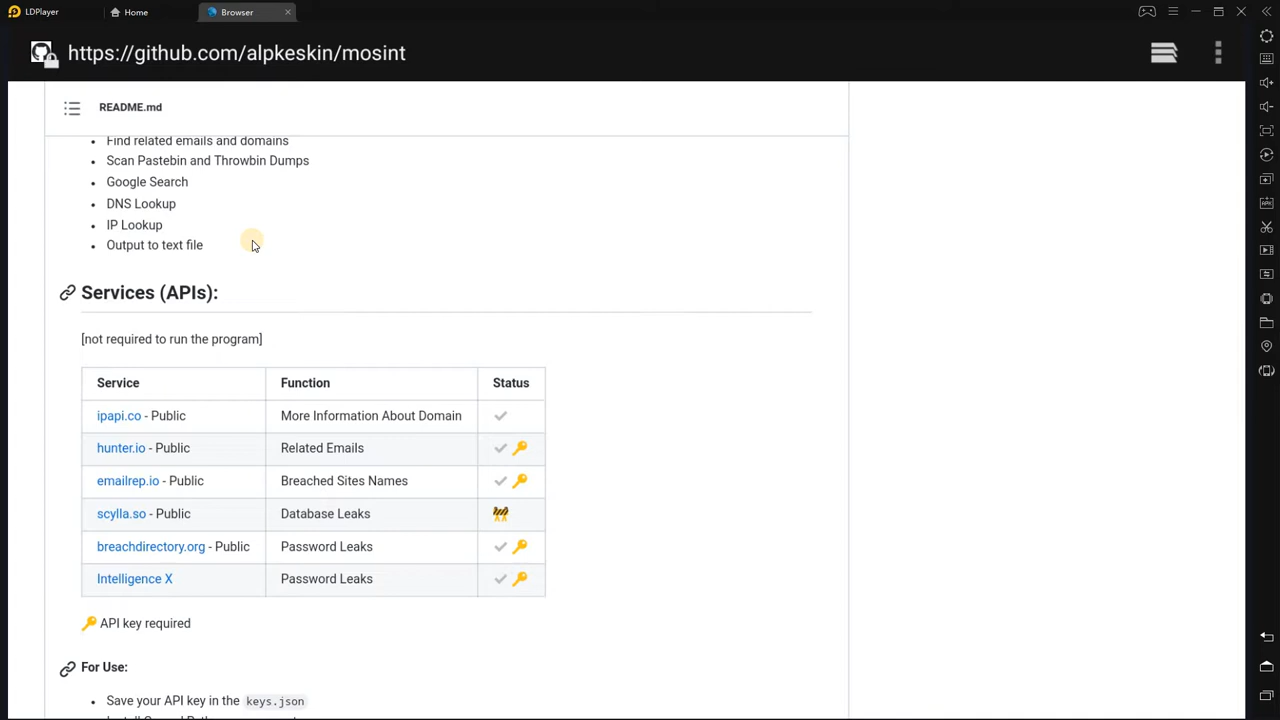 LDPlayer Home Browser
https://github.com/alpkeskin/mosint
README.md
Find related emails and domains
Scan Pastebin and Throwbin Dumps
Google Search
DNS Lookup
IP Lookup
Output to text file
Services (APIs):
[not required to run the program]
Service Function Status
ipapi.co - Public More Information About Domain
hunter.io - Public Related Emails
emailrep.io - Public Breached Sites Names
scylla.so - Public Database Leaks
breachdirectory.org - Public Password Leaks
Intelligence X Password Leaks
API key required
For Use:
Save your API key in the keys.json